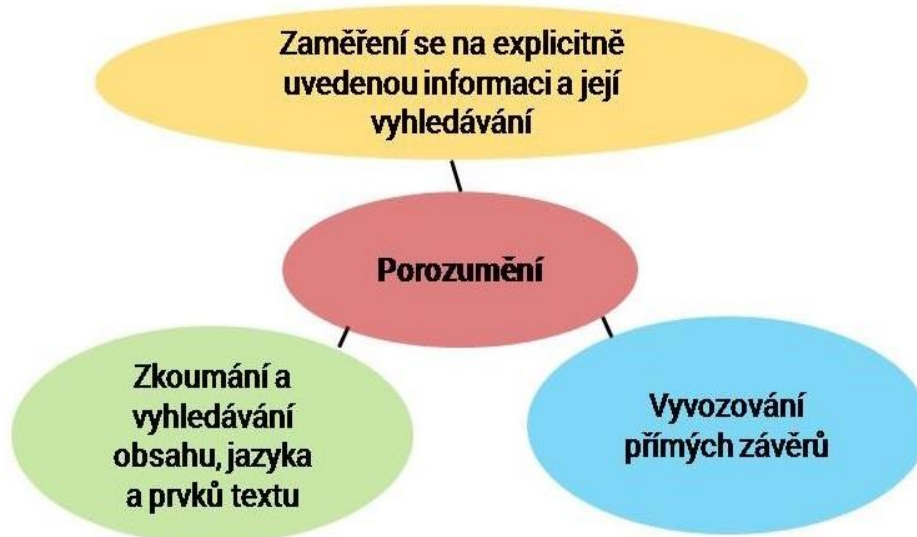 Zaměření se na explicitně
uvedenou informaci a její
vyhledávání
Porozumění
Zkoumání a
vyhledávání
obsahu, jazyka
a prvků textu
Vyvozování
přímých závěrů